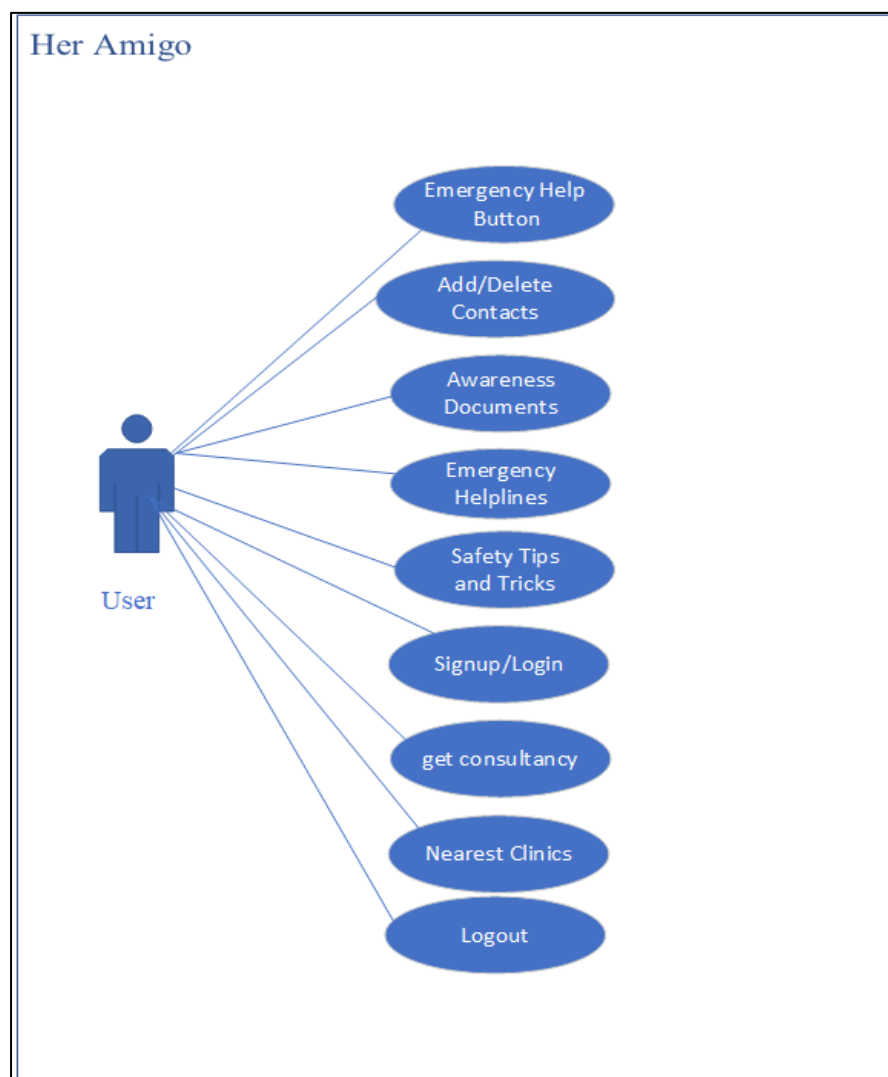 Her Amigo
Emergency Help
Button
Add/Delete
Contacts
Awareness
Documents
Emergency
Helplines
Safety Tips
and Tricks
User
Signup/Login
get consultancy
Nearest Clinics
Logout